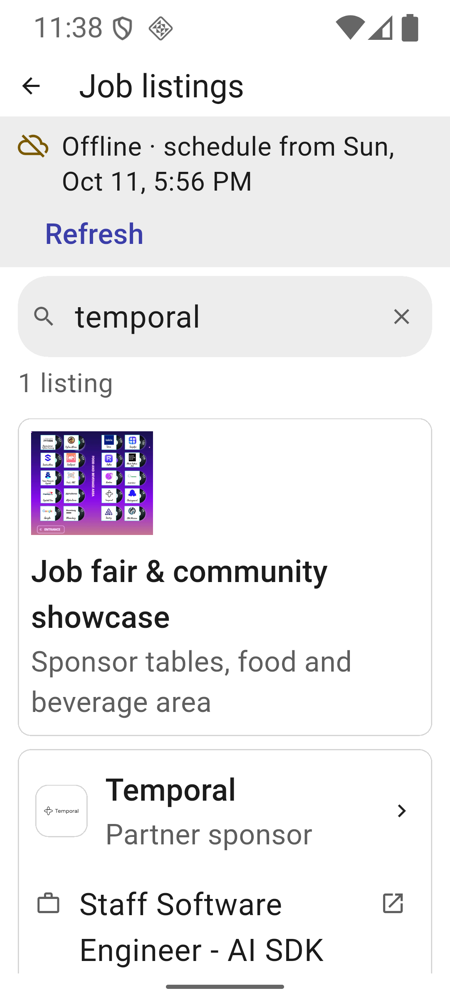 11:38
Job listings
Offline · schedule from Sun,
Oct 11, 5:56 PM
Refresh
temporal
1 listing
Job fair & community
showcase
Sponsor tables, food and
beverage area
Temporal
Temporal
Partner sponsor
Staff Software
Engineer - AI SDK